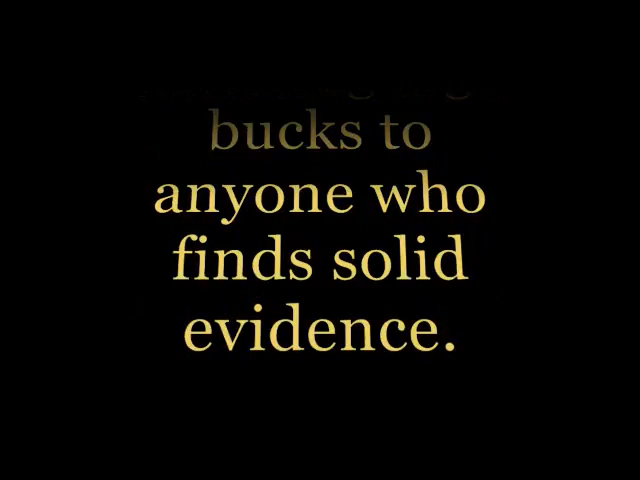 bucks to
anyone who
finds solid
evidence.